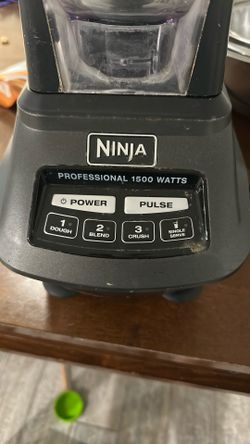 NINJA
PROFESSIONAL 1500 WATTS
POWER PULSE
1 2 3
DOUGH BLEND CRUSH SINGLE SERVE